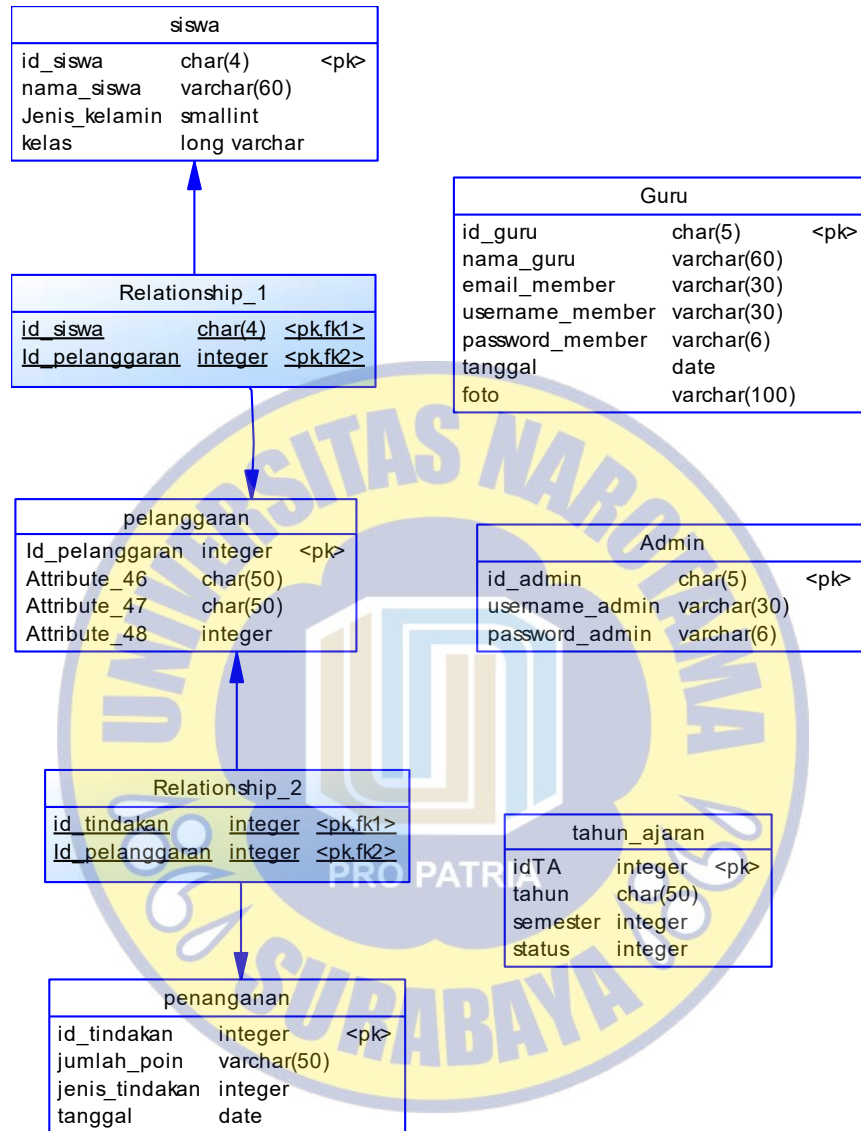 siswa
id_siswa char(4) <pk>
nama_siswa varchar(60)
Jenis_kelamin smallint
kelas long varchar
Guru
id_guru char(5) <pk>
nama_guru varchar(60)
email_member varchar(30)
username_member varchar(30)
password_member varchar(6)
tanggal date
foto varchar(100)
Relationship_1
id_siswa char(4) <pk,fk1>
Id_pelanggaran integer <pk,fk2>
pelanggaran
Id_pelanggaran integer <pk>
Attribute_46 char(50)
Attribute_47 char(50)
Attribute_48 integer
Admin
id_admin char(5) <pk>
username_admin varchar(30)
password_admin varchar(6)
Relationship_2
id_tindakan integer <pk,fk1>
Id_pelanggaran integer <pk,fk2>
tahun_ajaran
idTA integer <pk>
tahun char(50)
semester integer
status integer
penanganan
id_tindakan integer <pk>
jumlah_poin varchar(50)
jenis_tindakan integer
tanggal date
UNIVERSITAS NAROTAMA
PRO PATRIA
SURABAYA